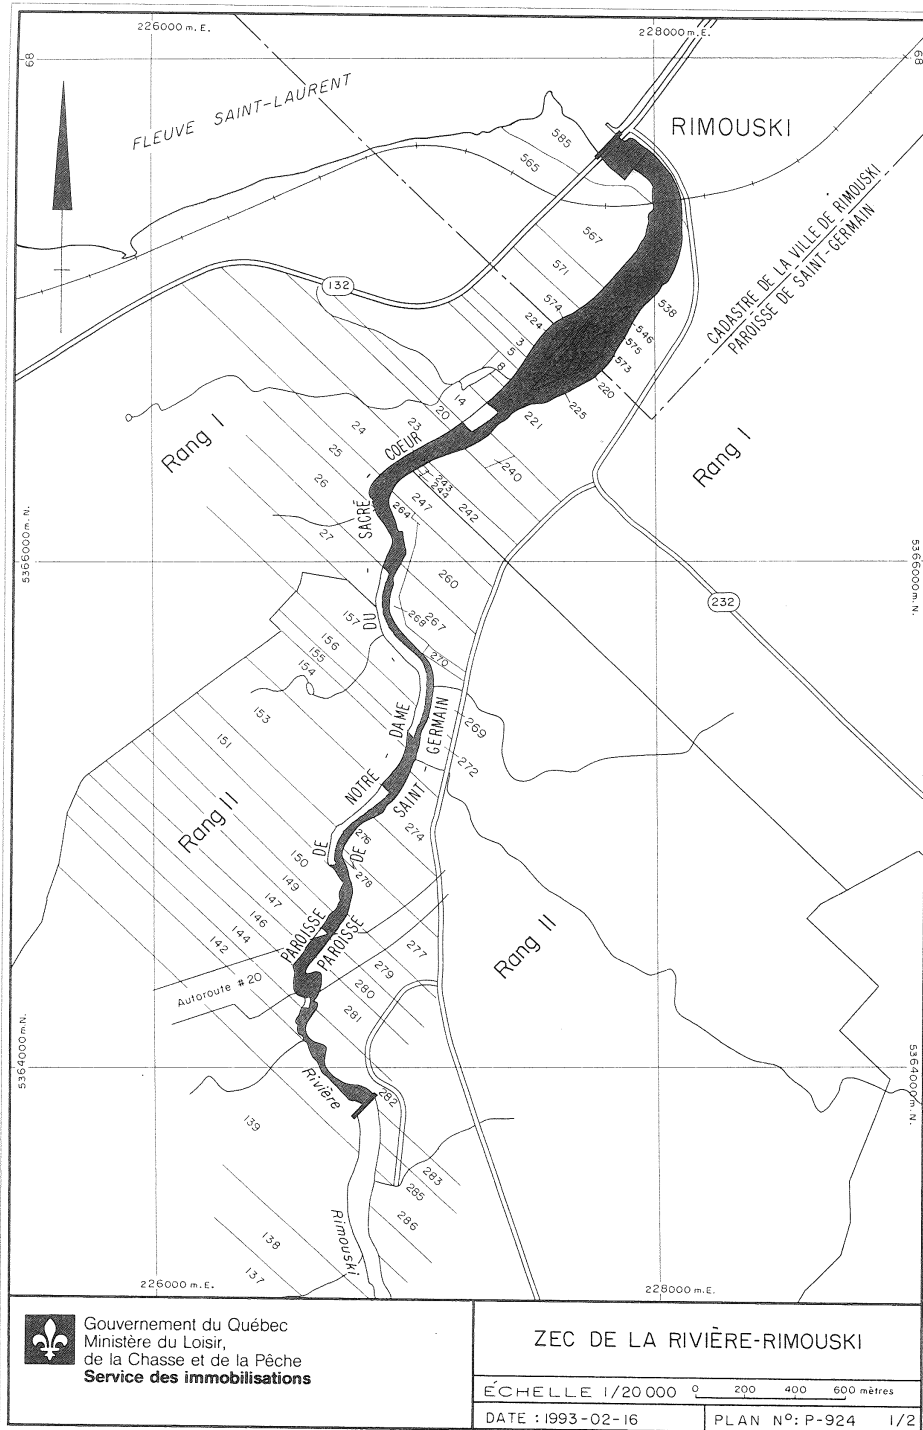 226000 m. E.
228000 m. E.
68
68
FLEUVE SAINT-LAURENT
RIMOUSKI
585
565
567
571
574
224
3
5
8
132
538
546
575
573
220
225
221
CADASTRE DE LA VILLE DE RIMOUSKI
PAROISSE DE SAINT-GERMAIN
14
20
23
24
25
26
27
Rang I
Rang I
240
243
244
242
247
264
260
267
268
270
5366000 m. N.
5366000 m. N.
232
157
156
155
154
153
151
269
272
274
276
278
PAROISSE DE NOTRE - DAME - DU - SACRÉ - COEUR
PAROISSE DE SAINT - GERMAIN
Rang II
Rang II
150
149
147
146
144
142
277
279
280
281
Autoroute #20
5364000 m. N.
5364000 m. N.
Rivière
282
139
283
285
286
138
137
Rimouski
226000 m. E.
228000 m. E.
Gouvernement du Québec
Ministère du Loisir,
de la Chasse et de la Pêche
Service des immobilisations
ZEC DE LA RIVIÈRE-RIMOUSKI
ÉCHELLE 1/20 000 0 200 400 600 mètres
DATE : 1993-02-16
PLAN Nº: P-924 1/2